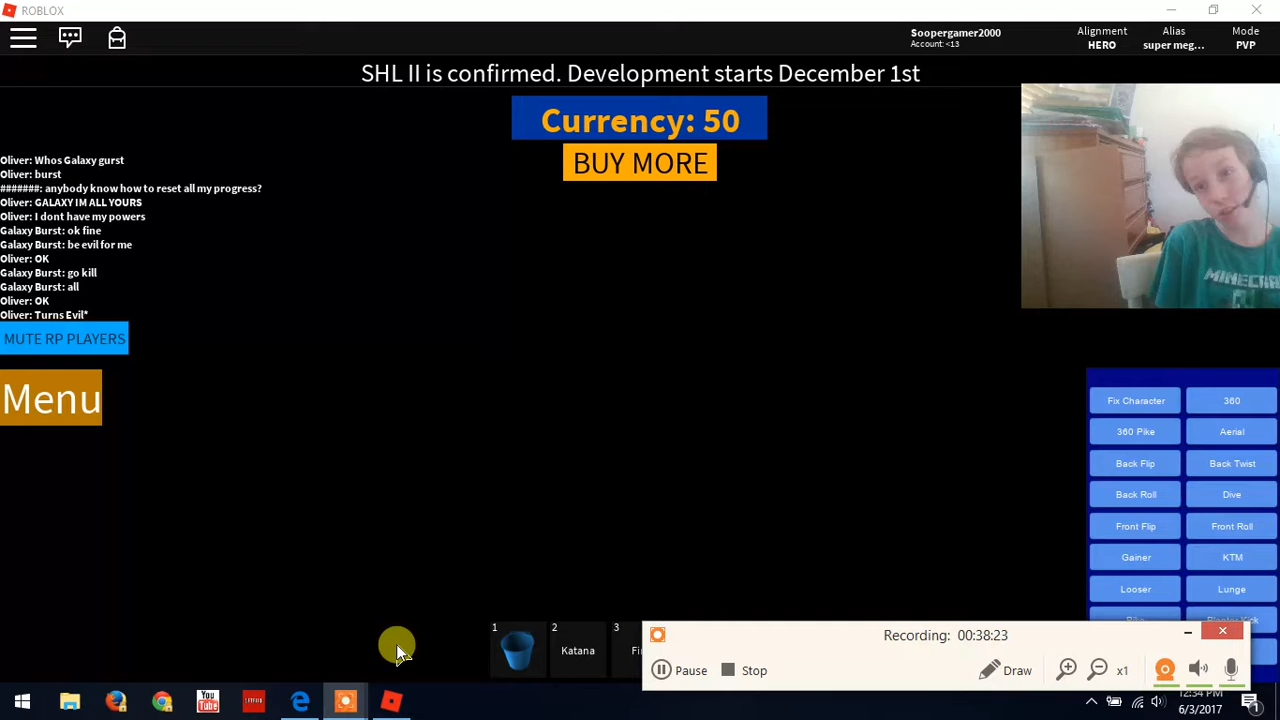 ROBLOX
Soopergamer2000
Account: <13
Alignment
HERO
Alias
super meg...
Mode
PVP
SHL II is confirmed. Development starts December 1st
Currency: 50
BUY MORE
Oliver: Whos Galaxy gurst
Oliver: burst
#######: anybody know how to reset all my progress?
Oliver: GALAXY IM ALL YOURS
Oliver: I dont have my powers
Galaxy Burst: ok fine
Galaxy Burst: be evil for me
Oliver: OK
Galaxy Burst: go kill
Galaxy Burst: all
Oliver: OK
Oliver: Turns Evil*
MUTE RP PLAYERS
Menu
MINECRAF
Fix Character
360
360 Pike
Aerial
Back Flip
Back Twist
Back Roll
Dive
Front Flip
Front Roll
Gainer
KTM
Looser
Lunge
1
2
Katana
3
Fi
Recording: 00:38:23
Pause
Stop
Draw
x1
You
Tube
12:34 PM
6/3/2017
1